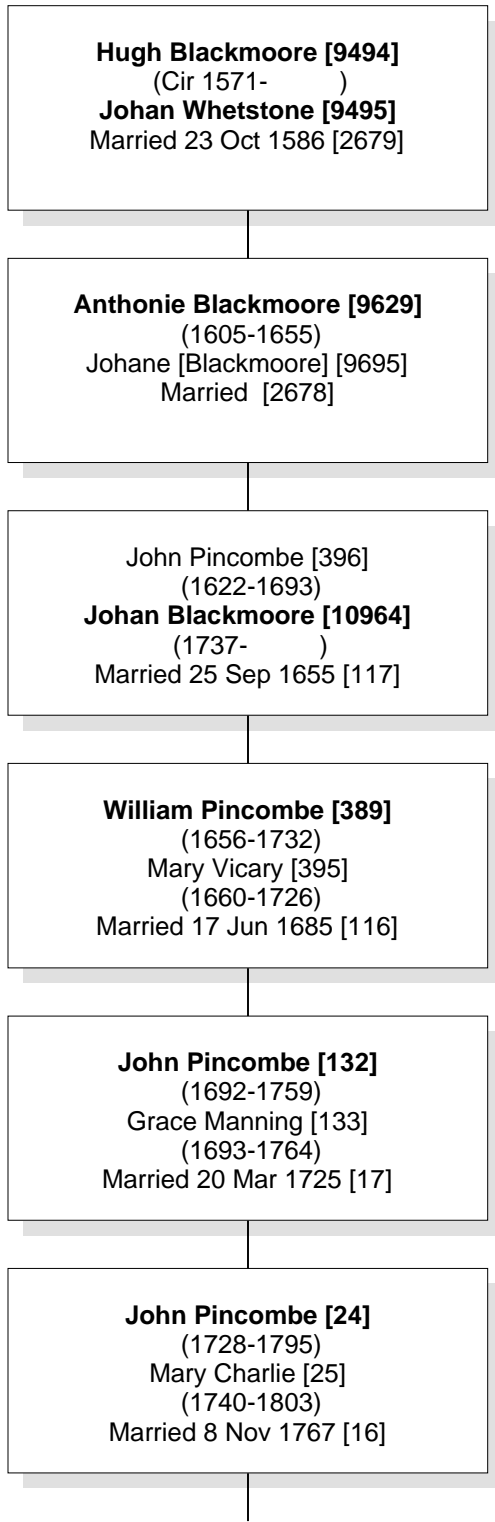 Hugh Blackmoore [9494]
(Cir 1571- )
Johan Whetstone [9495]
Married 23 Oct 1586 [2679]
Anthonie Blackmoore [9629]
(1605-1655)
Johane [Blackmoore] [9695]
Married [2678]
John Pincombe [396]
(1622-1693)
Johan Blackmoore [10964]
(1737- )
Married 25 Sep 1655 [117]
William Pincombe [389]
(1656-1732)
Mary Vicary [395]
(1660-1726)
Married 17 Jun 1685 [116]
John Pincombe [132]
(1692-1759)
Grace Manning [133]
(1693-1764)
Married 20 Mar 1725 [17]
John Pincombe [24]
(1728-1795)
Mary Charlie [25]
(1740-1803)
Married 8 Nov 1767 [16]